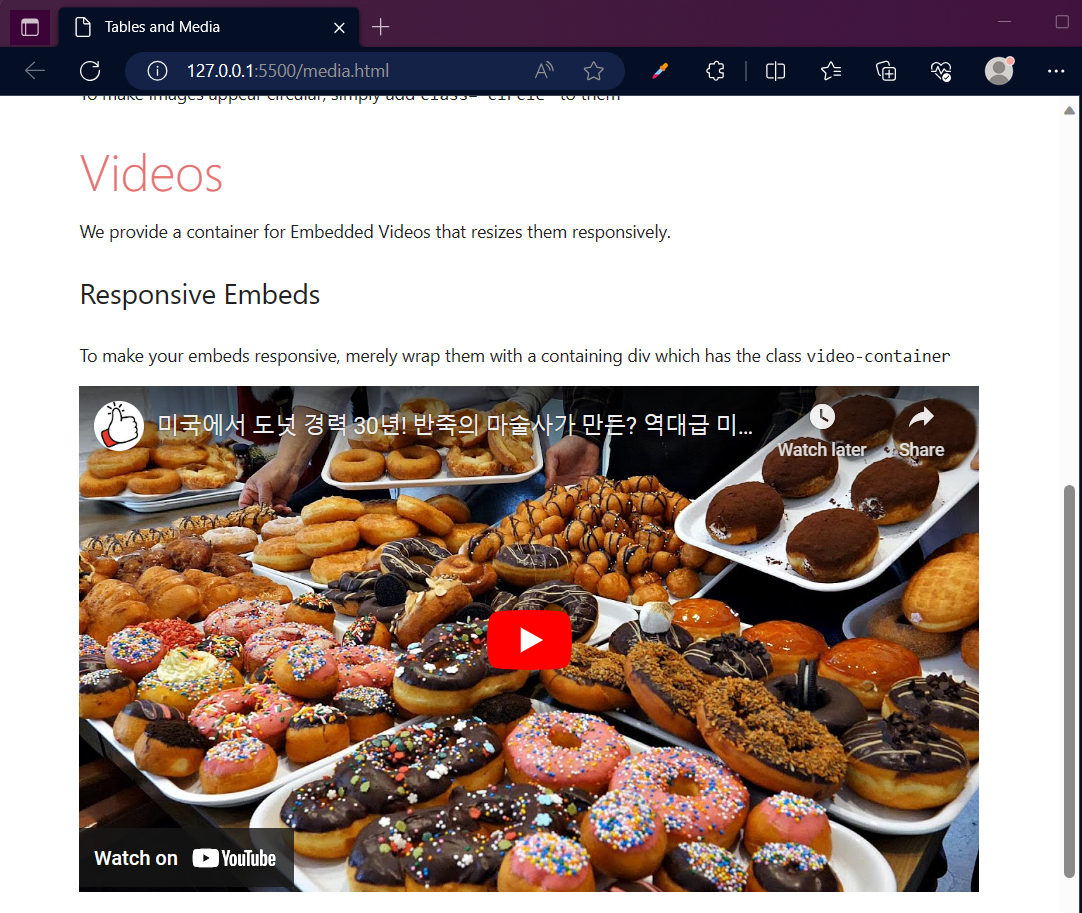 Tables and Media
127.0.0.1:5500/media.html
To make images appear circular, simply add class="circle" to them
Videos
We provide a container for Embedded Videos that resizes them responsively.
Responsive Embeds
To make your embeds responsive, merely wrap them with a containing div which has the class video-container
미국에서 도넛 경력 30년! 반죽의 마술사가 만든? 역대급 미...
Watch later
Share
Watch on YouTube